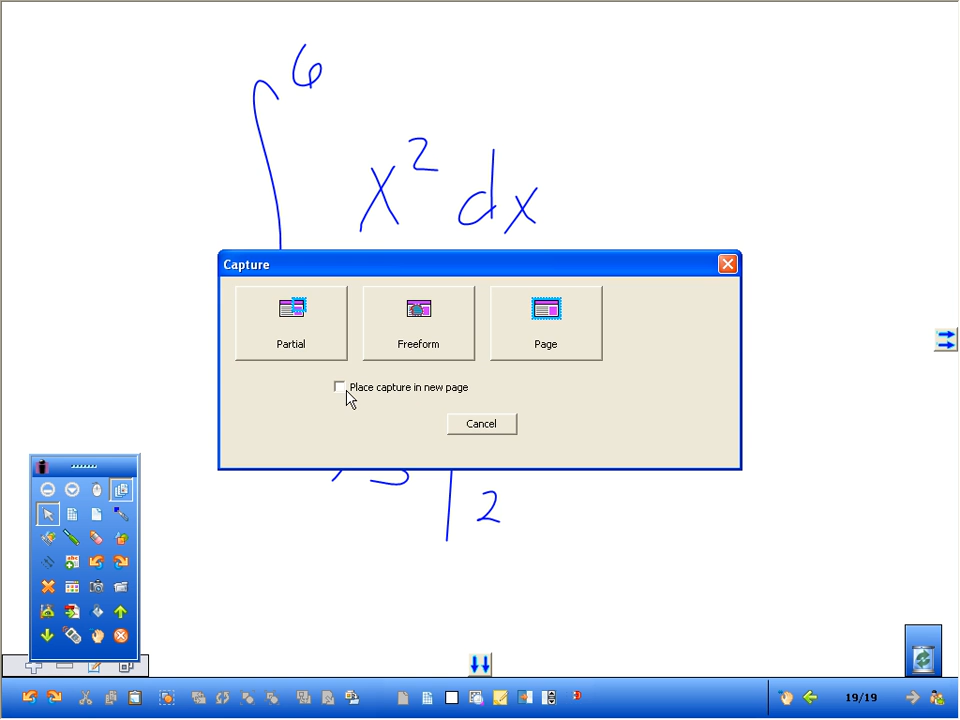 6
x² dx
Capture
Partial Freeform Page
Place capture in new page
Cancel
2
19/19